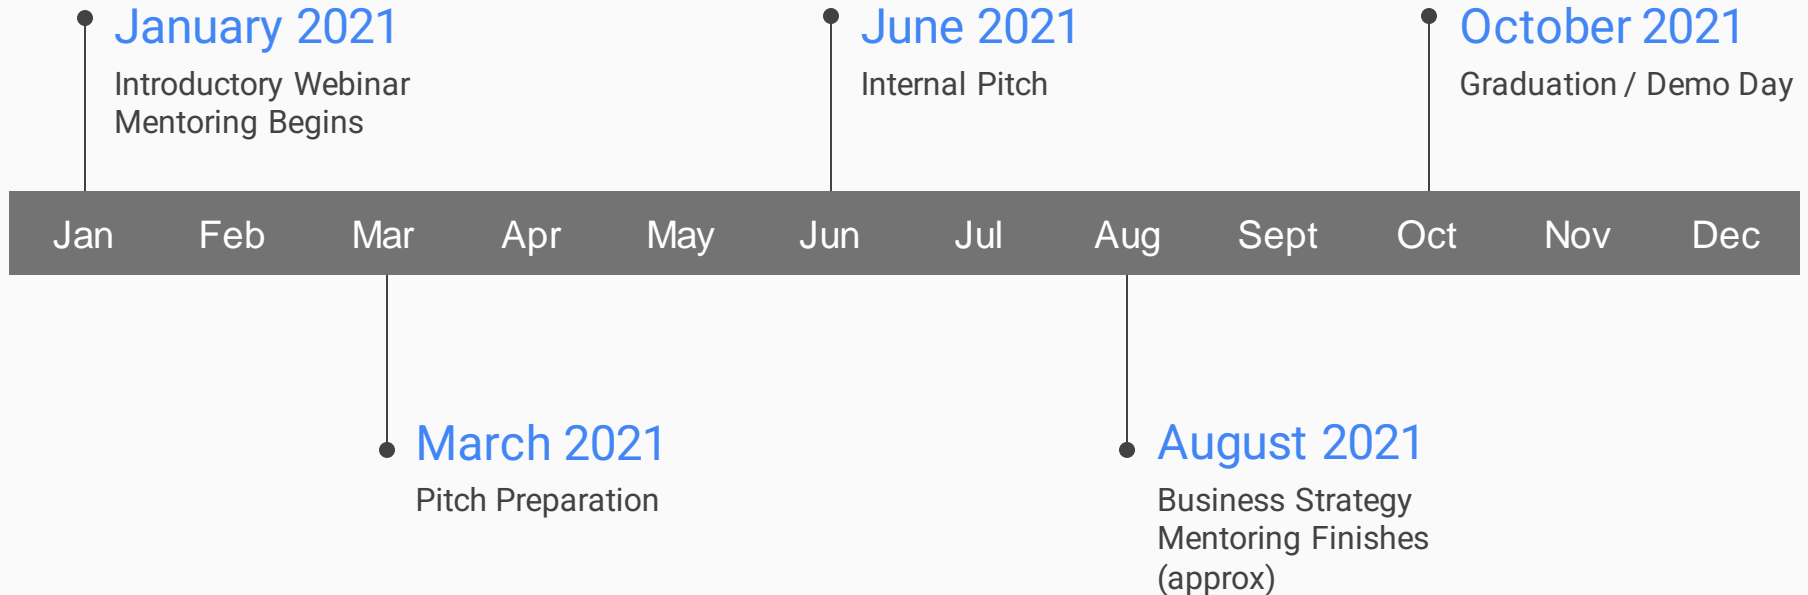 January 2021
Introductory Webinar
Mentoring Begins
June 2021
Internal Pitch
October 2021
Graduation / Demo Day
Jan Feb Mar Apr May Jun Jul Aug Sept Oct Nov Dec
March 2021
Pitch Preparation
August 2021
Business Strategy
Mentoring Finishes
(approx)